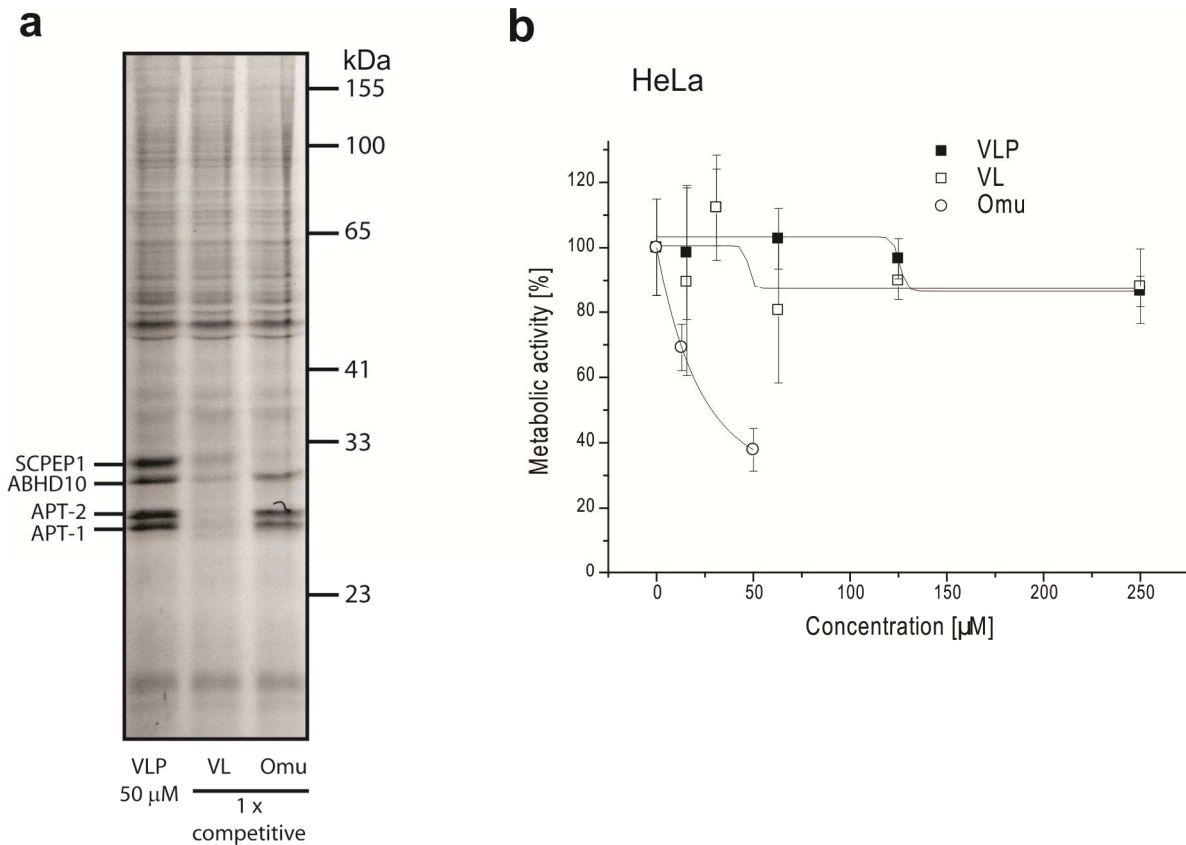 a
kDa
155
100
65
41
33
SCPEP1
ABHD10
APT-2
APT-1
23
VLP VL Omu
50 µM
1 x
competitive
b
HeLa
VLP
VL
Omu
120
100
80
60
40
20
0
Metabolic activity [%]
0 50 100 150 200 250
Concentration [µM]